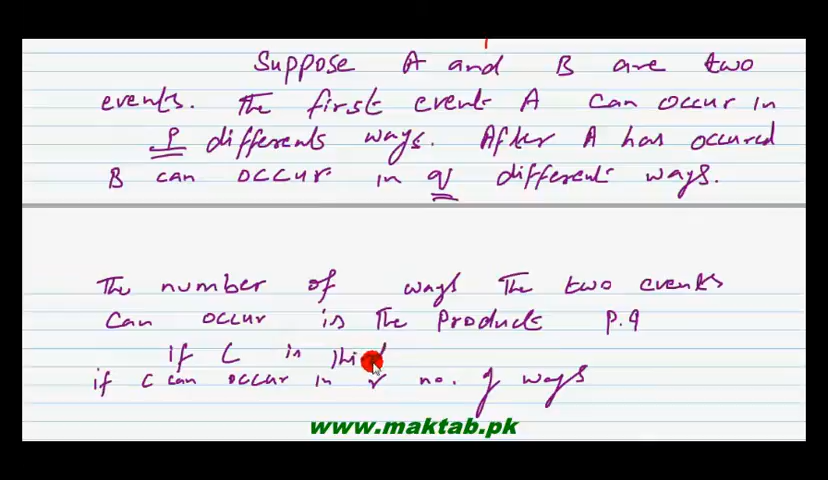 Suppose A and B are two
events. The first event A can occur in
p differents ways. After A has occured
B can occur in q different ways.
The number of ways the two events
can occur is the product p.q
if C is thid
if C can occur in r no. of ways
www.maktab.pk